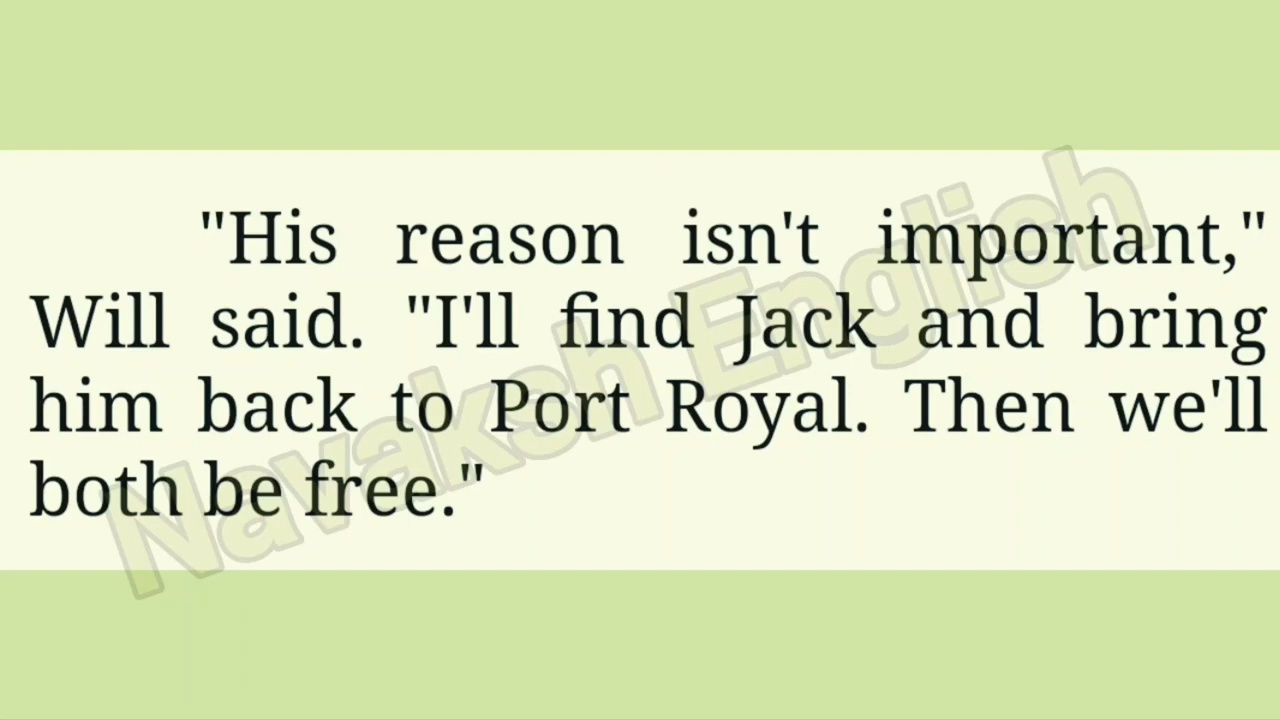 "His reason isn't important,"
Will said. "I'll find Jack and bring
him back to Port Royal. Then we'll
both be free."
Navaksh English